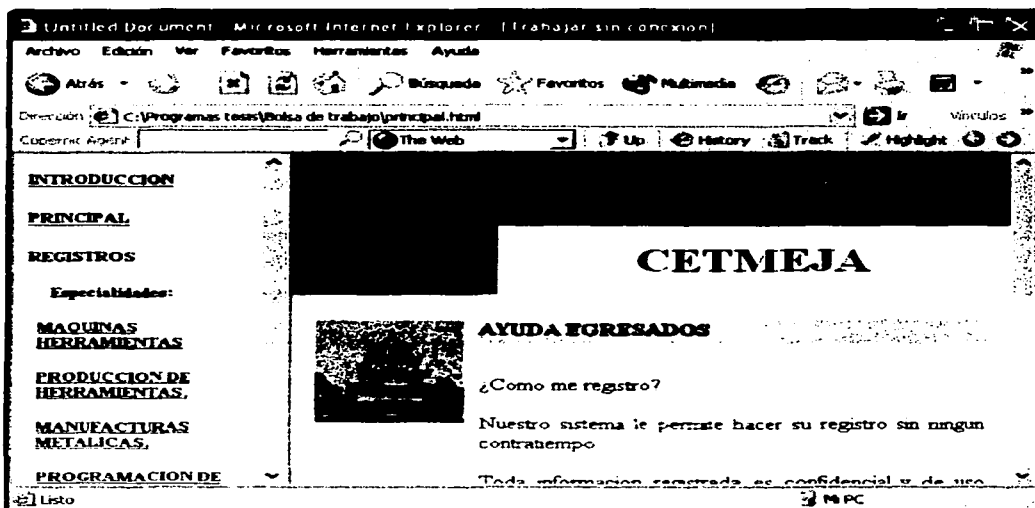 Untitled Document - Microsoft Internet Explorer - [Trabajar sin conexión]
Archivo Edición Ver Favoritos Herramientas Ayuda
Atrás Búsqueda Favoritos Multimedia
Dirección C:\Programas tesis\Bolsa de trabajo\principal.html Ir Vínculos
Copernic Agent The Web Up History Track Highlight
INTRODUCCION
PRINCIPAL
REGISTROS
Especialidades:
MAQUINAS
HERRAMIENTAS
PRODUCCION DE
HERRAMIENTAS.
MANUFACTURAS
METALICAS.
PROGRAMACION DE
CETMEJA
AYUDA EGRESADOS
¿Como me registro?
Nuestro sistema le permite hacer su registro sin ningun
contratiempo
Toda informacion registrada es confidencial y de uso
Listo Mi PC